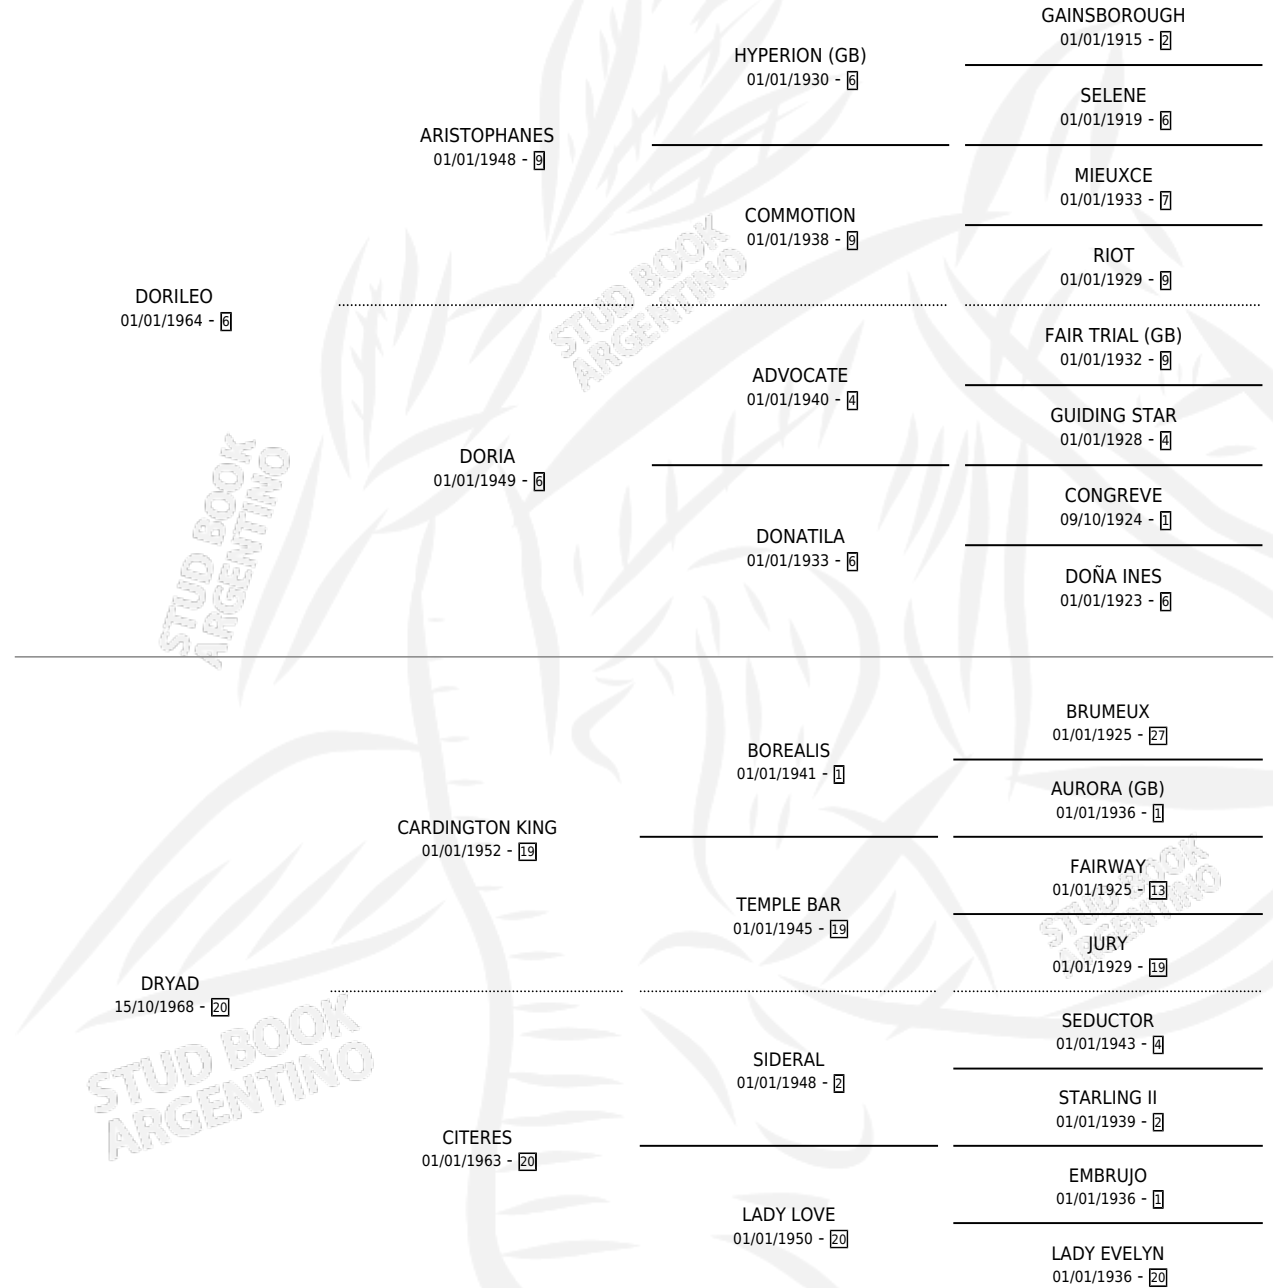 GAINSBOROUGH
01/01/1915 - 2
HYPERION (GB)
01/01/1930 - 6
SELENE
01/01/1919 - 6
ARISTOPHANES
01/01/1948 - 9
MIEUXCE
01/01/1933 - 7
COMMOTION
01/01/1938 - 9
RIOT
01/01/1929 - 9
DORILEO
01/01/1964 - 6
FAIR TRIAL (GB)
01/01/1932 - 9
ADVOCATE
01/01/1940 - 4
GUIDING STAR
01/01/1928 - 4
DORIA
01/01/1949 - 6
CONGREVE
09/10/1924 - 1
DONATILA
01/01/1933 - 6
DOÑA INES
01/01/1923 - 6
BRUMEUX
01/01/1925 - 27
BOREALIS
01/01/1941 - 1
AURORA (GB)
01/01/1936 - 1
CARDINGTON KING
01/01/1952 - 19
FAIRWAY
01/01/1925 - 13
TEMPLE BAR
01/01/1945 - 19
JURY
01/01/1929 - 19
DRYAD
15/10/1968 - 20
SEDUCTOR
01/01/1943 - 4
SIDERAL
01/01/1948 - 2
STARLING II
01/01/1939 - 2
CITERES
01/01/1963 - 20
EMBRUJO
01/01/1936 - 1
LADY LOVE
01/01/1950 - 20
LADY EVELYN
01/01/1936 - 20
STUD BOOK
ARGENTINO
STUD BOOK
ARGENTINO
STUD BOOK
ARGENTINO
STUD BOOK
ARGENTINO